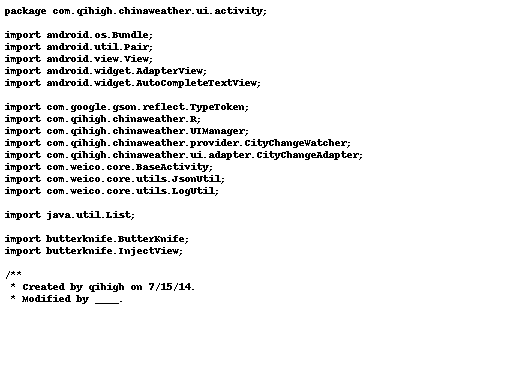 package com.qihigh.chinaweather.ui.activity;
import android.os.Bundle;
import android.util.Pair;
import android.view.View;
import android.widget.AdapterView;
import android.widget.AutoCompleteTextView;
import com.google.gson.reflect.TypeToken;
import com.qihigh.chinaweather.R;
import com.qihigh.chinaweather.UIManager;
import com.qihigh.chinaweather.provider.CityChangeWatcher;
import com.qihigh.chinaweather.ui.adapter.CityChangeAdapter;
import com.weico.core.BaseActivity;
import com.weico.core.utils.JsonUtil;
import com.weico.core.utils.LogUtil;
import java.util.List;
import butterknife.ButterKnife;
import butterknife.InjectView;
/**
 * Created by qihigh on 7/15/14.
 * Modified by ____.